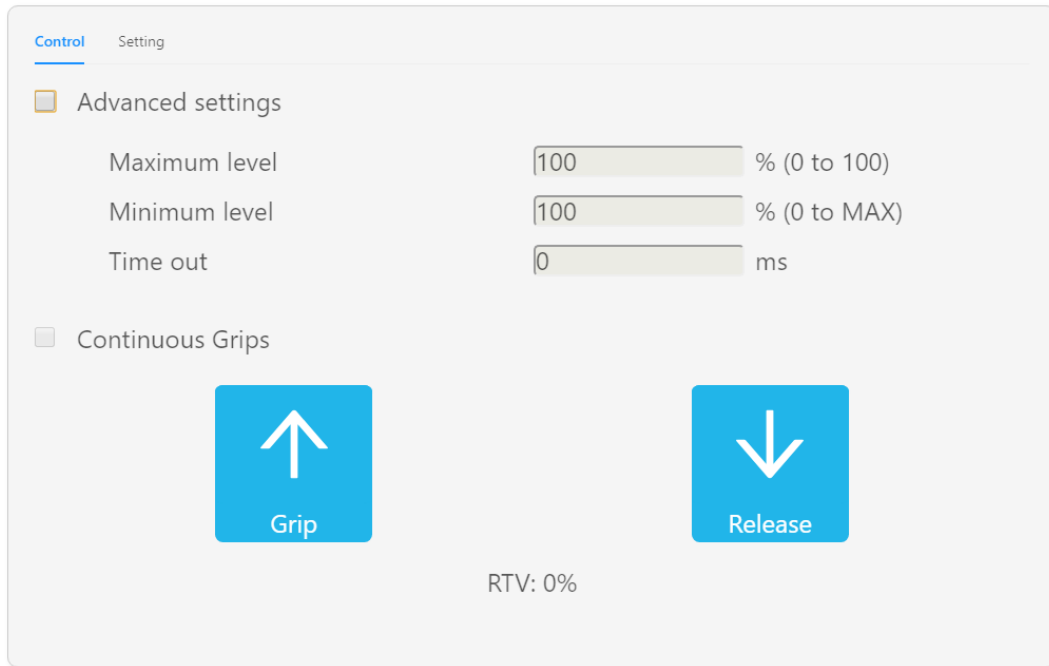 Control Setting
Advanced settings
Maximum level 100 % (0 to 100)
Minimum level 100 % (0 to MAX)
Time out 0 ms
Continuous Grips
Grip Release
RTV: 0%